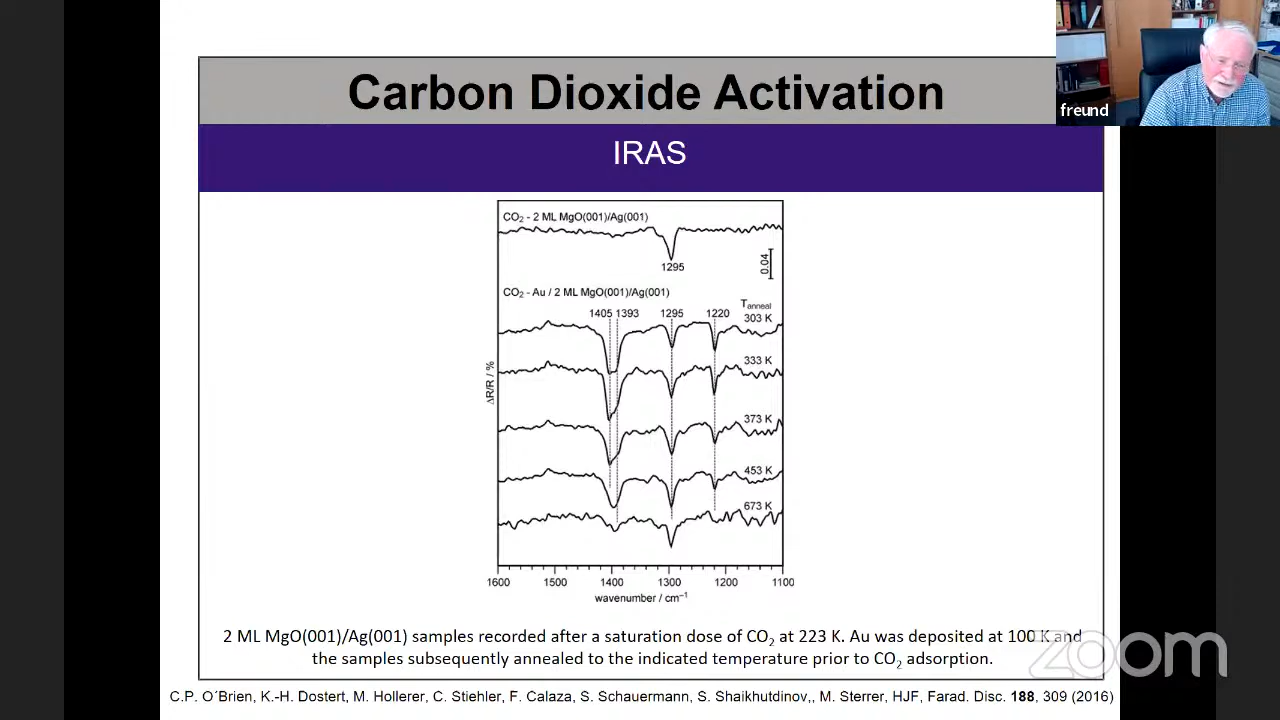 Carbon Dioxide Activation
freund
IRAS
CO₂ - 2 ML MgO(001)/Ag(001)
1295
0.04
CO₂ - Au / 2 ML MgO(001)/Ag(001)
Tanneal
1405 1393 1295 1220 303 K
333 K
373 K
453 K
673 K
ΔR/R / %
1600 1500 1400 1300 1200 1100
wavenumber / cm⁻¹
2 ML MgO(001)/Ag(001) samples recorded after a saturation dose of CO₂ at 223 K. Au was deposited at 100 K and
the samples subsequently annealed to the indicated temperature prior to CO₂ adsorption.
zoom
C.P. O´Brien, K.-H. Dostert, M. Hollerer, C. Stiehler, F. Calaza, S. Schauermann, S. Shaikhutdinov,, M. Sterrer, HJF, Farad. Disc. 188, 309 (2016)